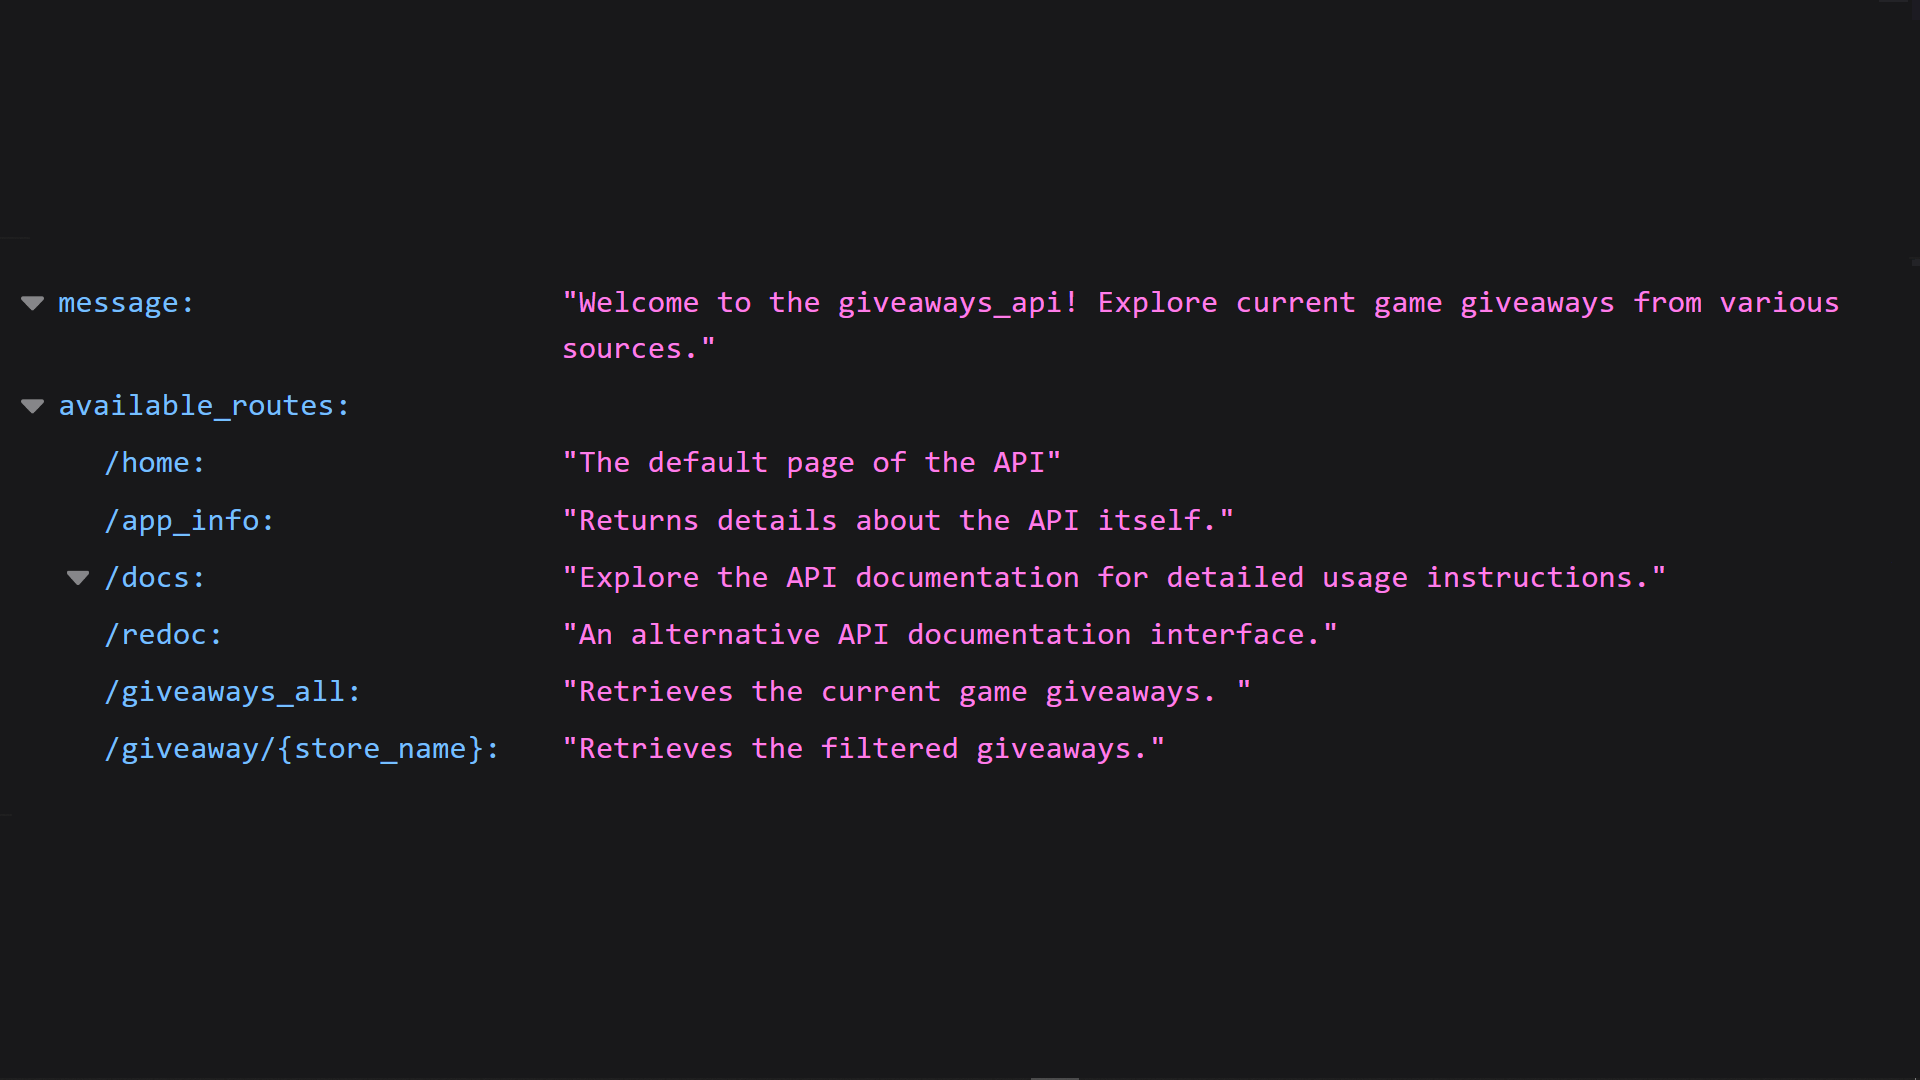 message: "Welcome to the giveaways_api! Explore current game giveaways from various
sources."
available_routes:
/home: "The default page of the API"
/app_info: "Returns details about the API itself."
/docs: "Explore the API documentation for detailed usage instructions."
/redoc: "An alternative API documentation interface."
/giveaways_all: "Retrieves the current game giveaways. "
/giveaway/{store_name}: "Retrieves the filtered giveaways."